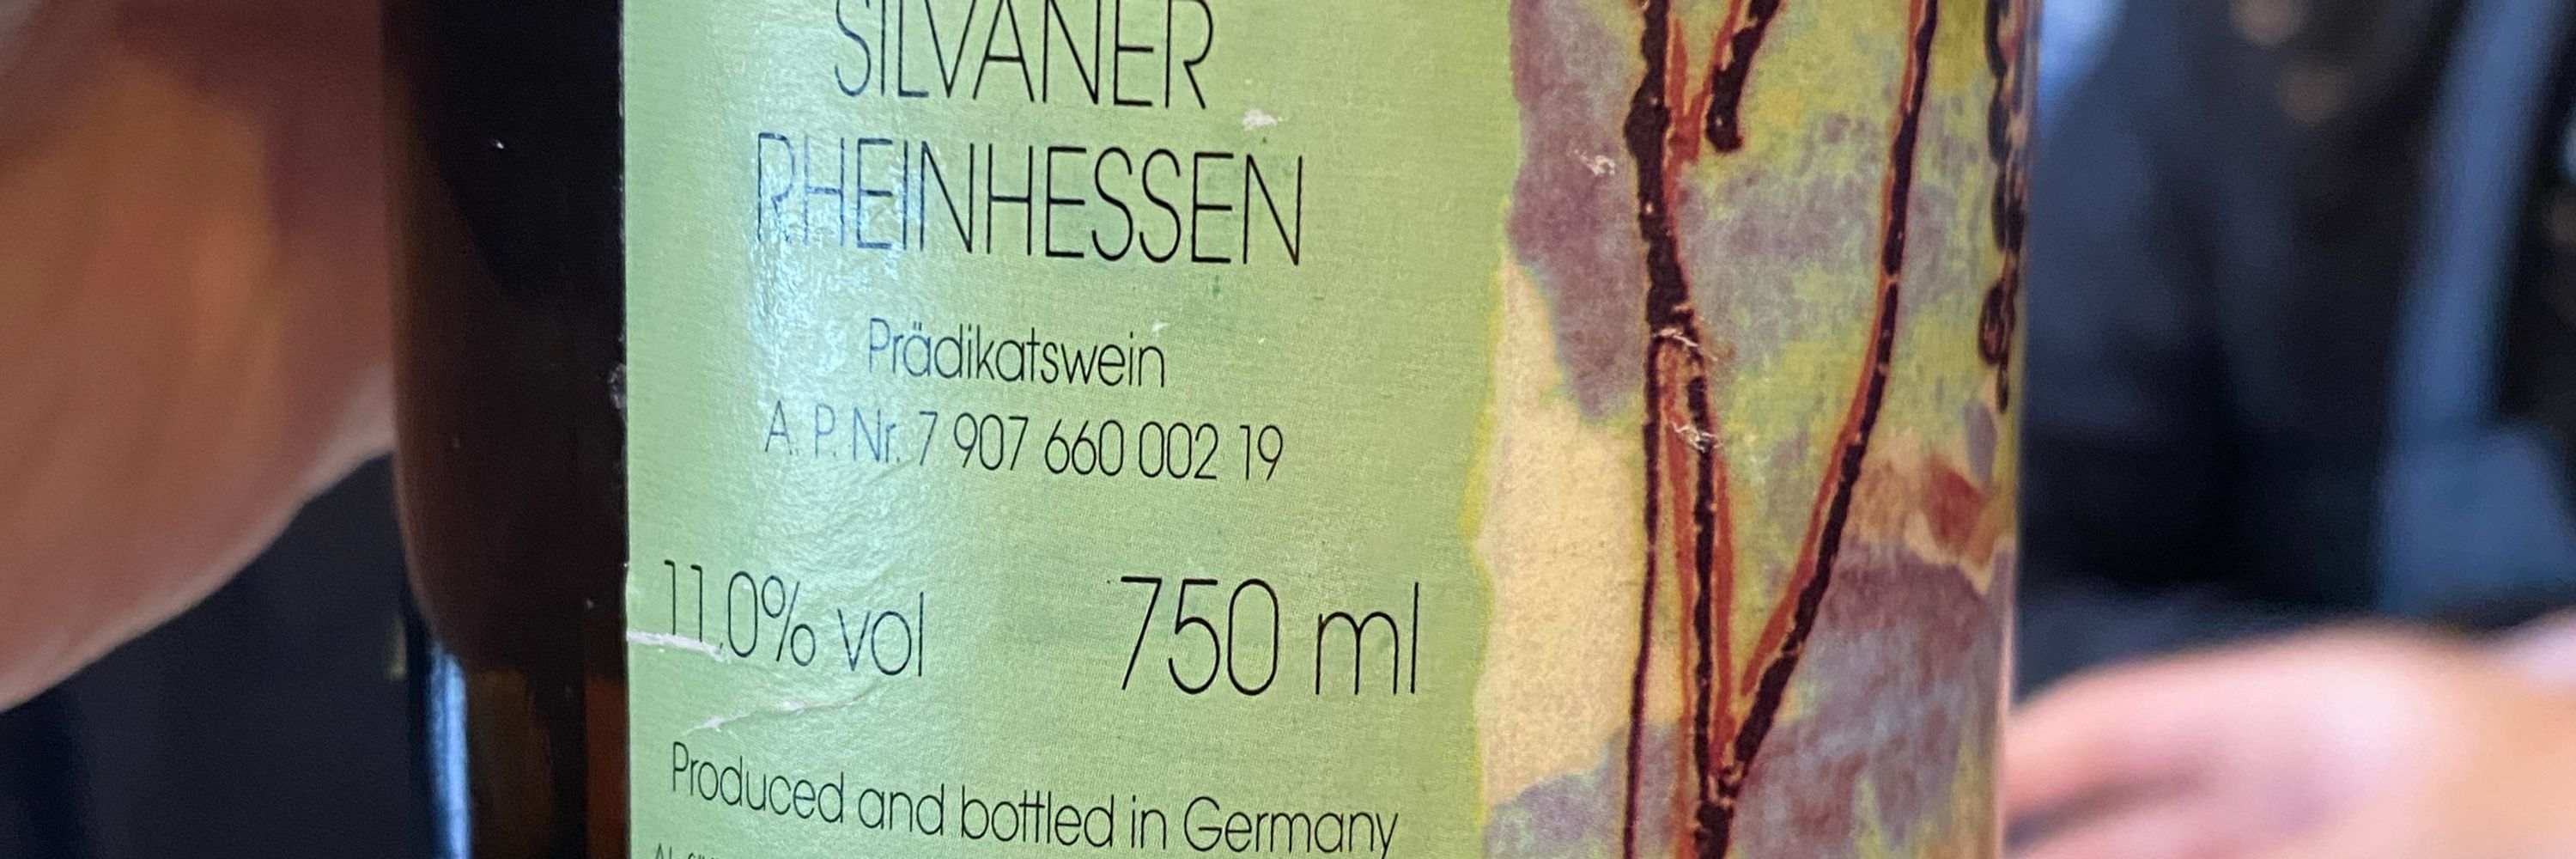 SILVANER
RHEINHESSEN
Prädikatswein
A. P. Nr. 7 907 660 002 19
11.0% vol 750 ml
Produced and bottled in Germany